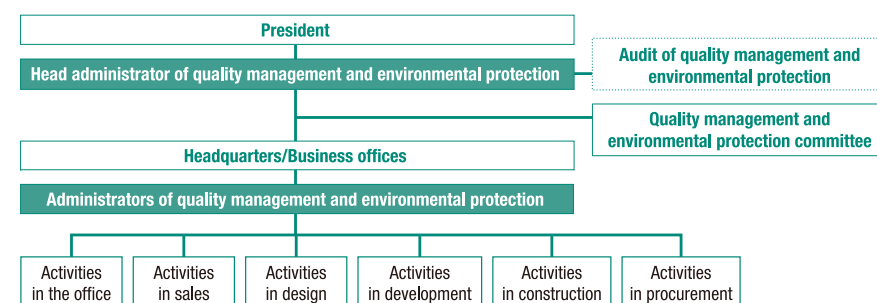 President
Head administrator of quality management and environmental protection
Audit of quality management and
environmental protection
Quality management and
environmental protection committee
Headquarters/Business offices
Administrators of quality management and environmental protection
Activities
in the office
Activities
in sales
Activities
in design
Activities
in development
Activities
in construction
Activities
in procurement